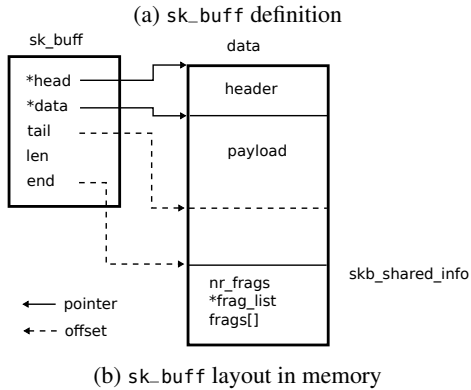 (a) sk_buff definition
sk_buff
data
*head
*data
tail
len
end
header
payload
nr_frags
*frag_list
frags[]
skb_shared_info
pointer
offset
(b) sk_buff layout in memory